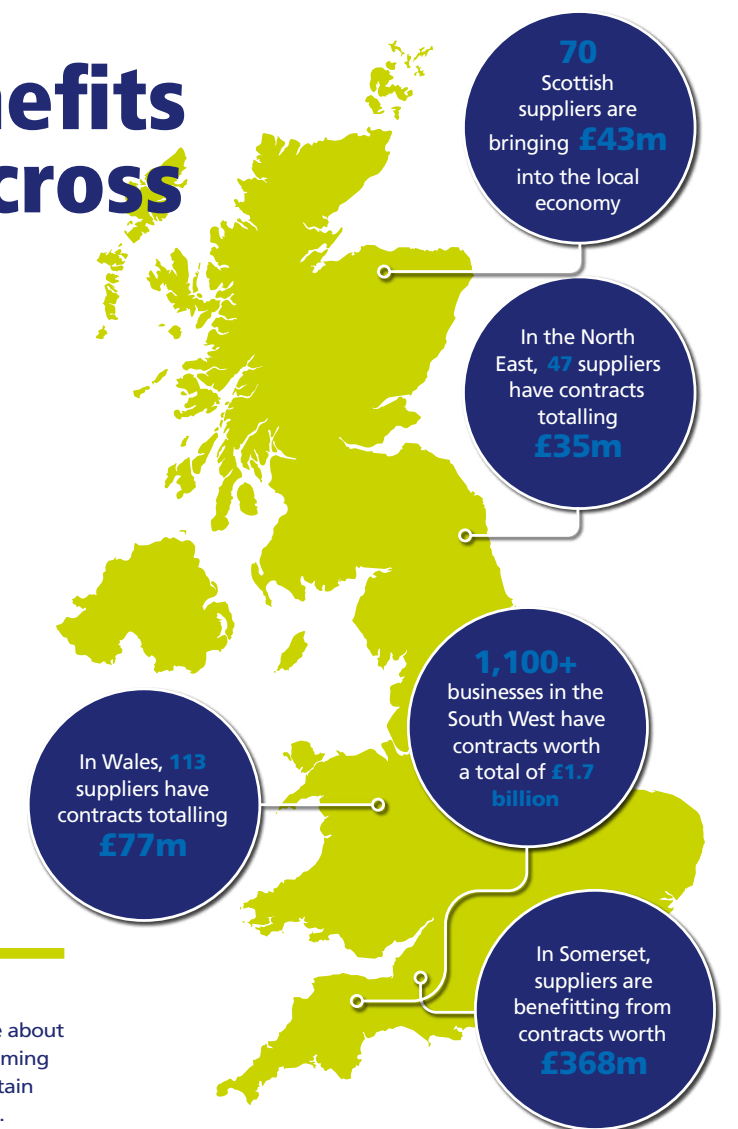 nefits
cross
70
Scottish
suppliers are
bringing £43m
into the local
economy
In the North
East, 47 suppliers
have contracts
totalling
£35m
1,100+
businesses in the
South West have
contracts worth
a total of £1.7
billion
In Wales, 113
suppliers have
contracts totalling
£77m
In Somerset,
suppliers are
benefitting from
contracts worth
£368m
about